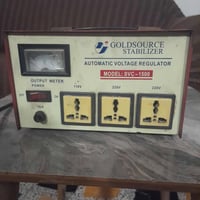 GOLDSOURCE
STABILIZER
AUTOMATIC VOLTAGE REGULATOR
MODEL: SVC-1500
OUTPUT METER
POWER
110V
220V
220V